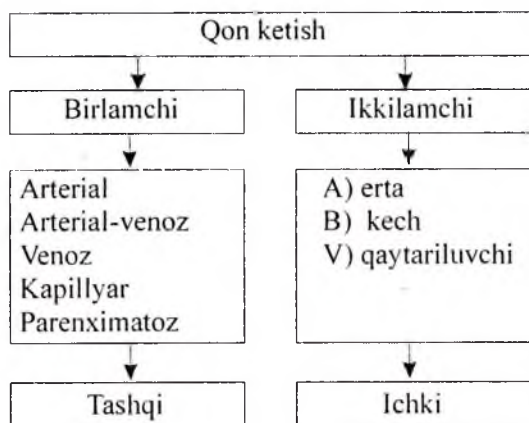 Qon ketish
Birlamchi
Ikkilamchi
Arterial
Arterial-venoz
Venoz
Kapillyar
Parenximatoz
A) erta
B) kech
V) qaytariluvchi
Tashqi
Ichki